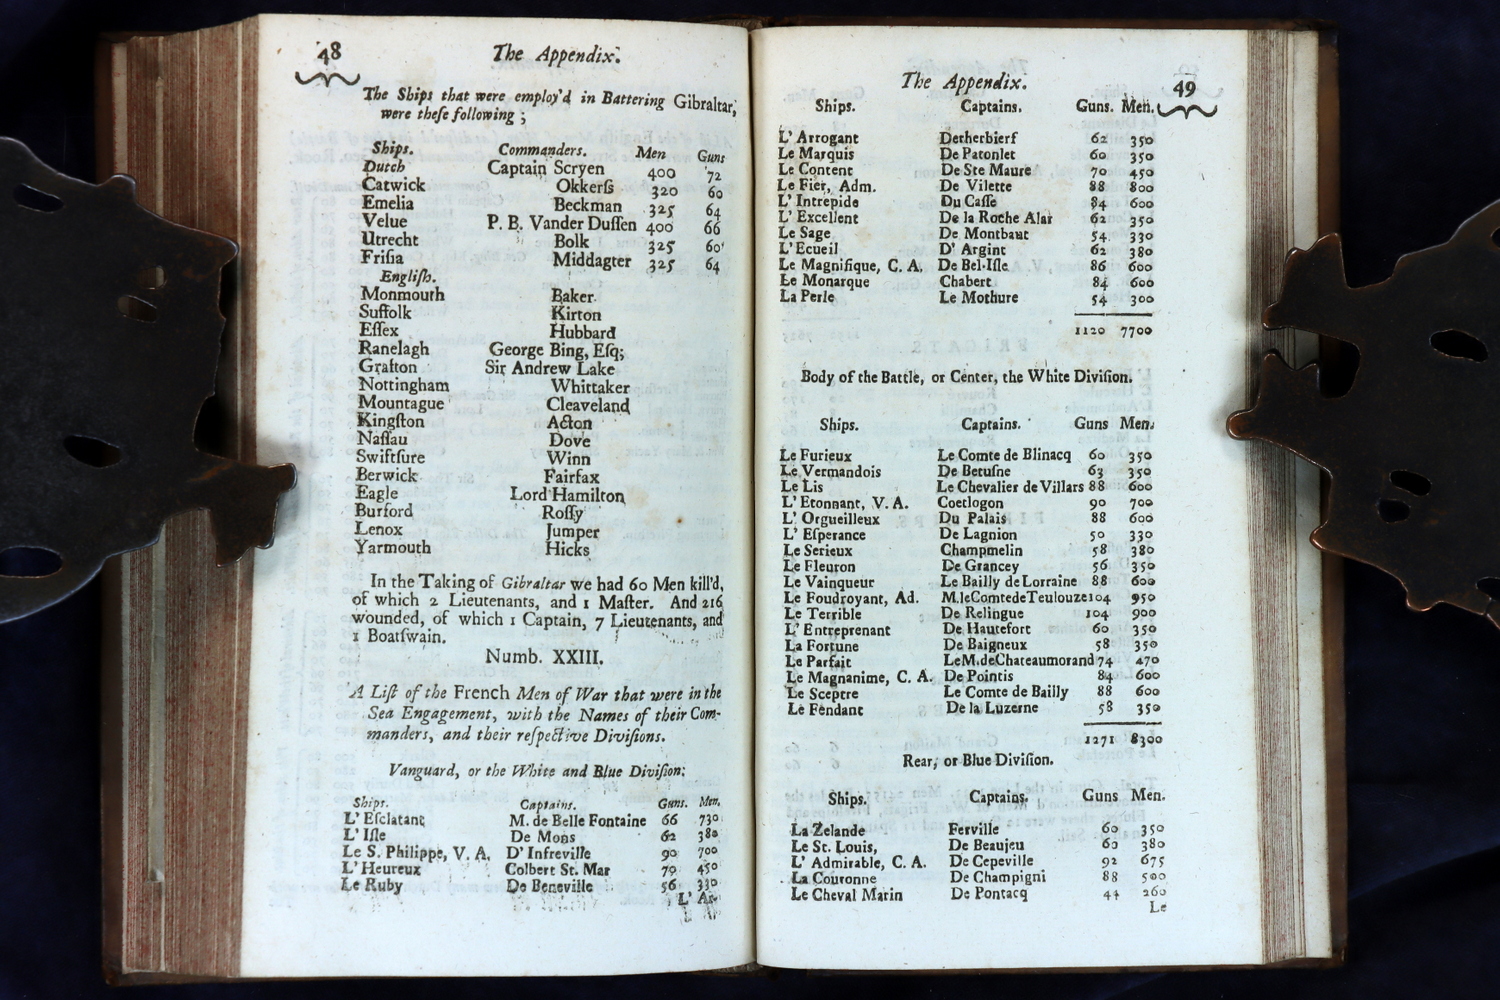 48
The Appendix.
The Ships that were employ'd in Battering Gibraltar,
were theſe following ;
Ships. Commanders. Men Guns
Dutch Captain Scryen 400 72
Catwick Okkerſs 320 60
Emelia Beckman 325 64
Velue P. B. Vander Duſſen 400 66
Utrecht Bolk 325 60
Friſia Middagter 325 64
Engliſh.
Monmouth Baker
Suffolk Kirton
Eſſex Hubbard
Ranelagh George Bing, Eſq;
Grafton Sir Andrew Lake
Nottingham Whittaker
Mountague Cleaveland
Kingſton Acton
Naſſau Dove
Swiftſure Winn
Berwick Fairfax
Eagle Lord Hamilton
Burford Roſſy
Lenox Jumper
Yarmouth Hicks
In the Taking of Gibraltar we had 60 Men kill'd,
of which 2 Lieutenants, and 1 Maſter. And 216
wounded, of which 1 Captain, 7 Lieutenants, and
1 Boatſwain.
Numb. XXIII.
A Liſt of the French Men of War that were in the
Sea Engagement, with the Names of their Com-
manders, and their reſpective Diviſions.
Vanguard, or the White and Blue Diviſion:
Ships. Captains. Guns. Men.
L' Eſclatant M. de Belle Fontaine 66 730
L' Iſle De Mons 62 380
Le S. Philippe, V. A. D' Infreville 90 700
L' Heureux Colbert St. Mar 70 450
Le Ruby De Beneville 56 330
L' Ar-
The Appendix. 49
Ships. Captains. Guns. Men.
L' Arrogant Detherbierf 62 350
Le Marquis De Patonlet 60 350
Le Content De Ste Maure 70 450
Le Fier, Adm. De Vilette 88 800
L' Intrepide Du Caſſe 84 600
L' Excellent De la Roche Alar 62 350
Le Sage De Montbaut 54 330
L' Ecueil D' Argint 62 380
Le Magnifique, C. A. De Bel-Iſle 86 600
Le Monarque Chabert 84 600
La Perle Le Mothure 54 300
1120 7700
Body of the Battle, or Center, the White Diviſion.
Ships. Captains. Guns Men.
Le Furieux Le Comte de Blinacq 60 350
Le Vermandois De Betuſne 63 350
Le Lis Le Chevalier de Villars 88 600
L' Etonnant, V. A. Coetlogon 90 700
L' Orgueilleux Du Palais 88 600
L' Eſperance De Lagnion 50 330
Le Serieux Champmelin 58 380
Le Fleuron De Grancey 56 350
Le Vainqueur Le Bailly de Lorraine 88 600
Le Foudroyant, Ad. M. le Comte de Teulouze 104 950
Le Terrible De Relingue 104 900
L' Entreprenant De Hautefort 60 350
La Fortune De Baigneux 58 350
Le Parfait Le M. de Chateaumorand 74 470
Le Magnanime, C. A. De Pointis 84 600
Le Sceptre Le Comte de Bailly 88 600
Le Fendant De la Luzerne 58 350
1271 8300
Rear, or Blue Diviſion.
Ships. Captains. Guns Men.
La Zelande Ferville 60 350
Le St. Louis, De Beaujeu 60 380
L' Admirable, C. A. De Cepeville 92 675
La Couronne De Champigni 88 500
Le Cheval Marin De Pontacq 44 260
Le